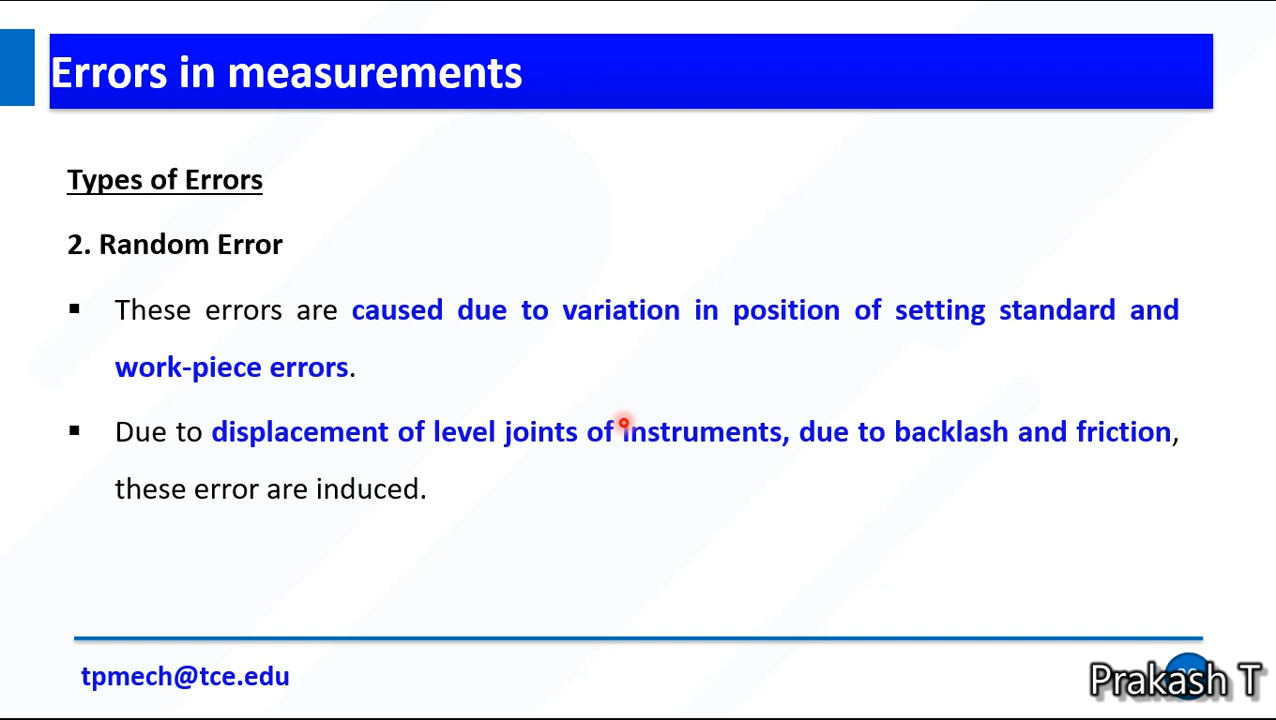 Errors in measurements
Types of Errors
2. Random Error
▪ These errors are caused due to variation in position of setting standard and
work-piece errors.
▪ Due to displacement of level joints of instruments, due to backlash and friction,
these error are induced.
tpmech@tce.edu
Prakash T